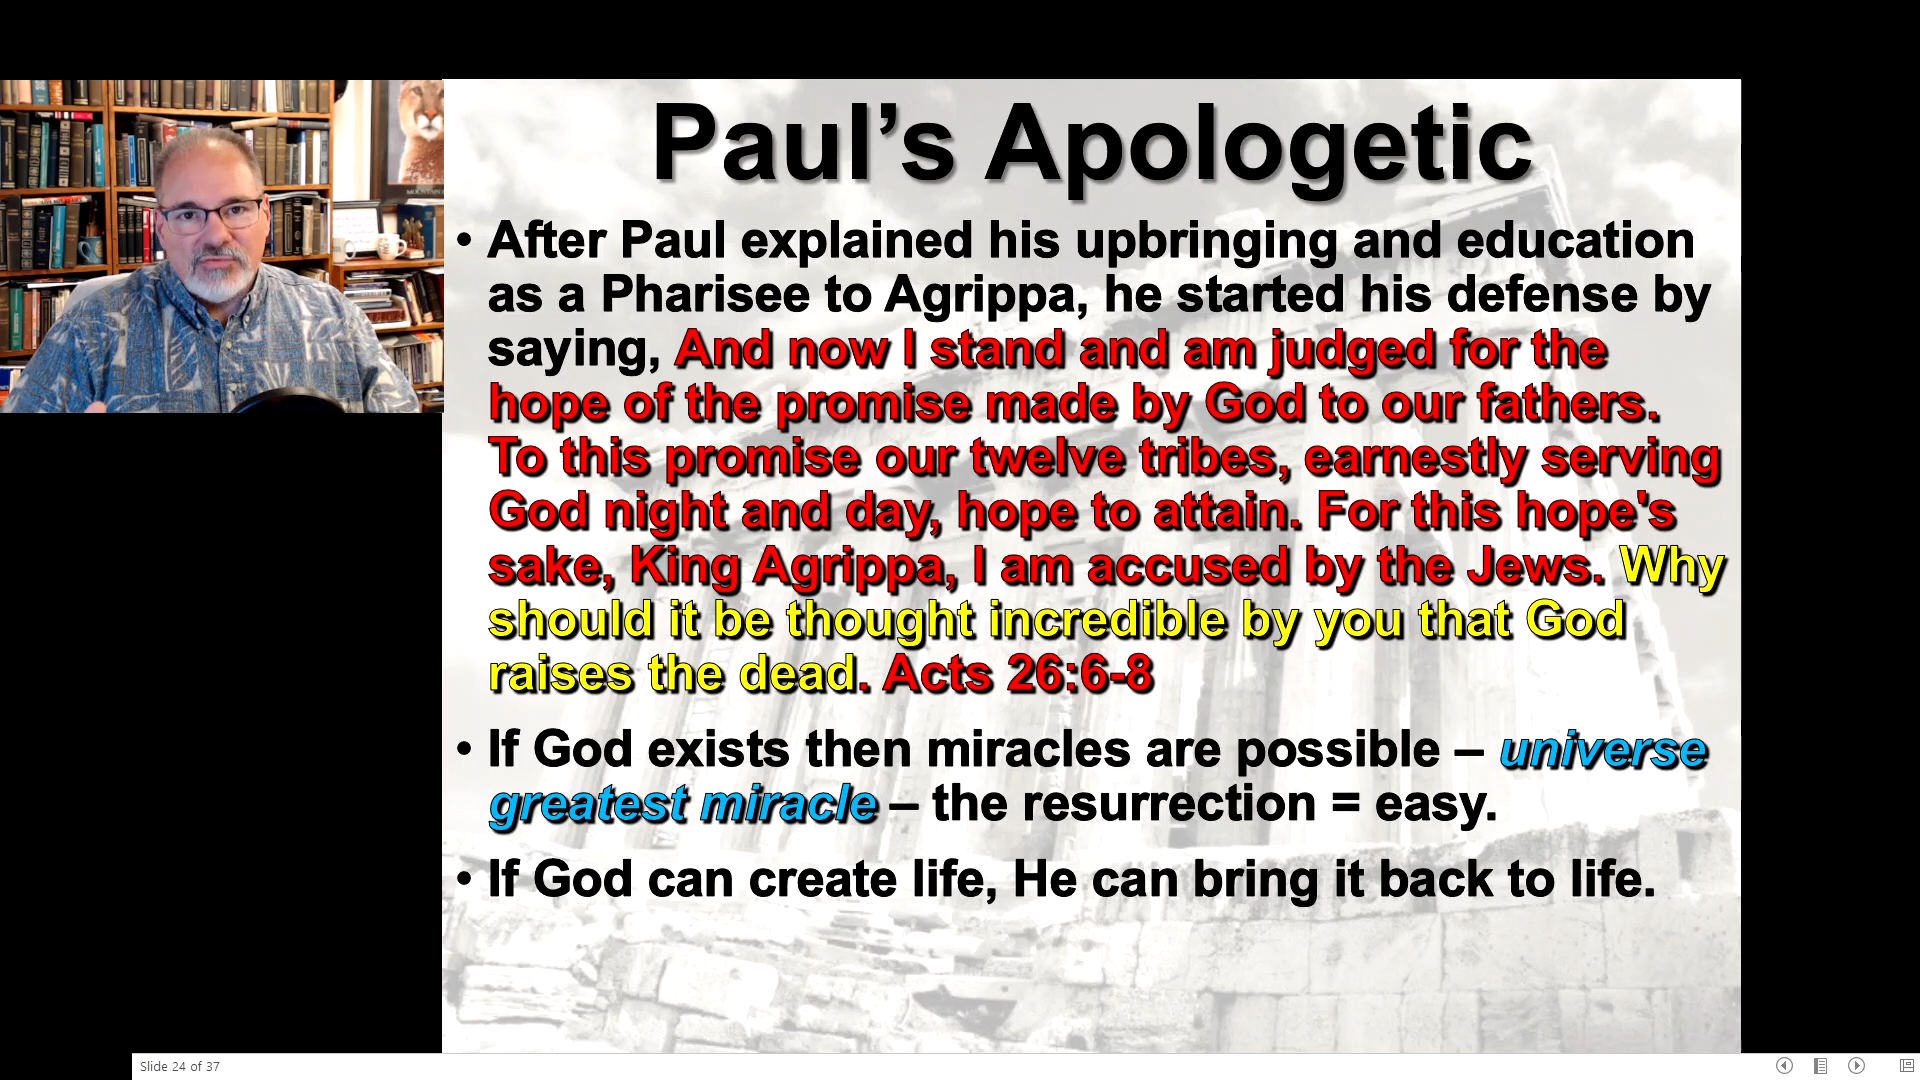 Paul’s Apologetic
• After Paul explained his upbringing and education
as a Pharisee to Agrippa, he started his defense by
saying, And now I stand and am judged for the
hope of the promise made by God to our fathers.
To this promise our twelve tribes, earnestly serving
God night and day, hope to attain. For this hope's
sake, King Agrippa, I am accused by the Jews. Why
should it be thought incredible by you that God
raises the dead. Acts 26:6-8
• If God exists then miracles are possible – universe
greatest miracle – the resurrection = easy.
• If God can create life, He can bring it back to life.
Slide 24 of 37